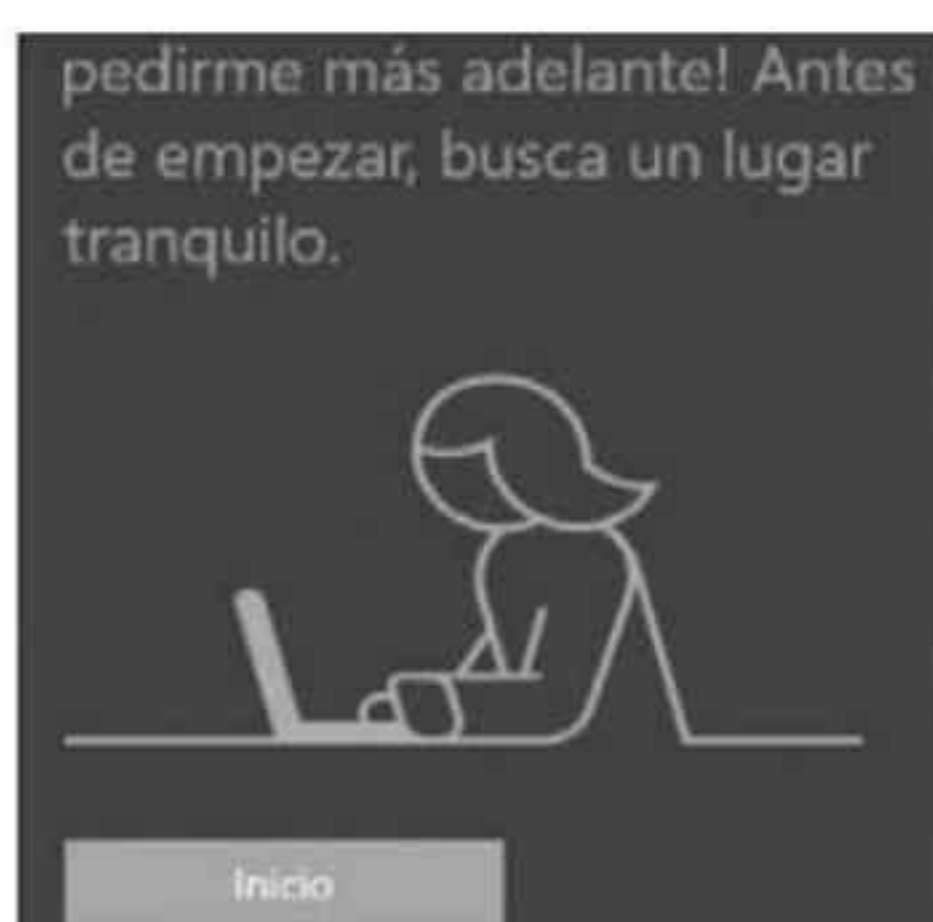 pedirme más adelante! Antes
de empezar, busca un lugar
tranquilo.
Inicio